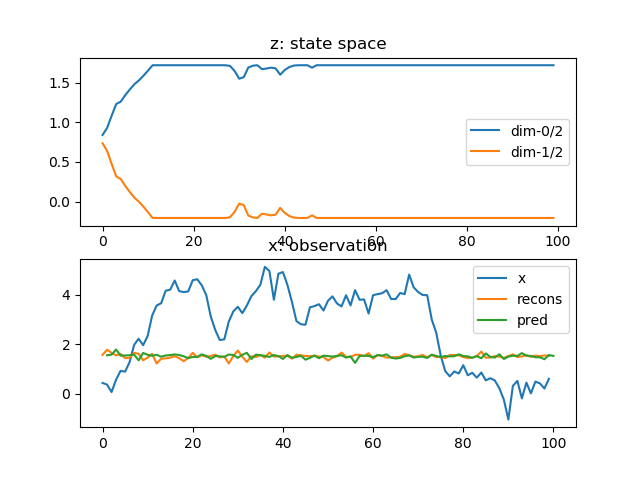 z: state space
1.5
1.0
0.5
0.0
dim-0/2
dim-1/2
0 20 40 60 80 100
x: observation
4
2
0
x
recons
pred
0 20 40 60 80 100